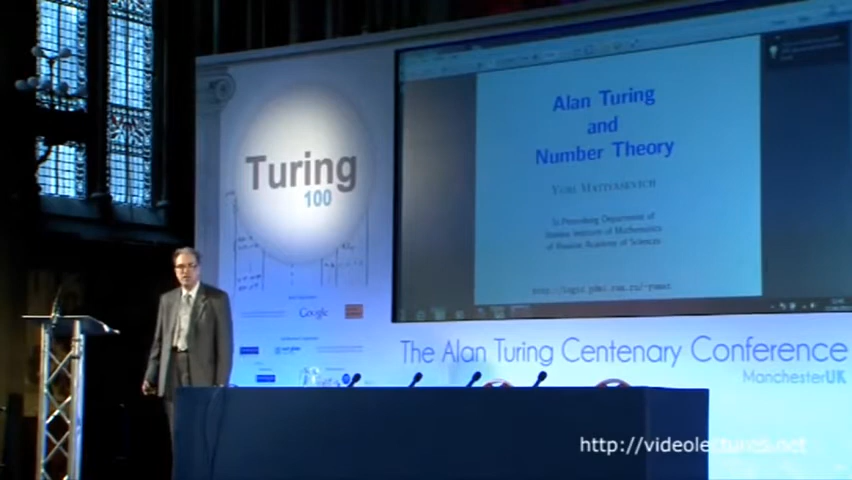 Turing
100
Google
Alan Turing
and
Number Theory
YURI MATIYASEVICH
St.Petersburg Department of
Steklov Institute of Mathematics
of Russian Academy of Sciences
The Alan Turing Centenary Conference
ManchesterUK
http://videolectures.net